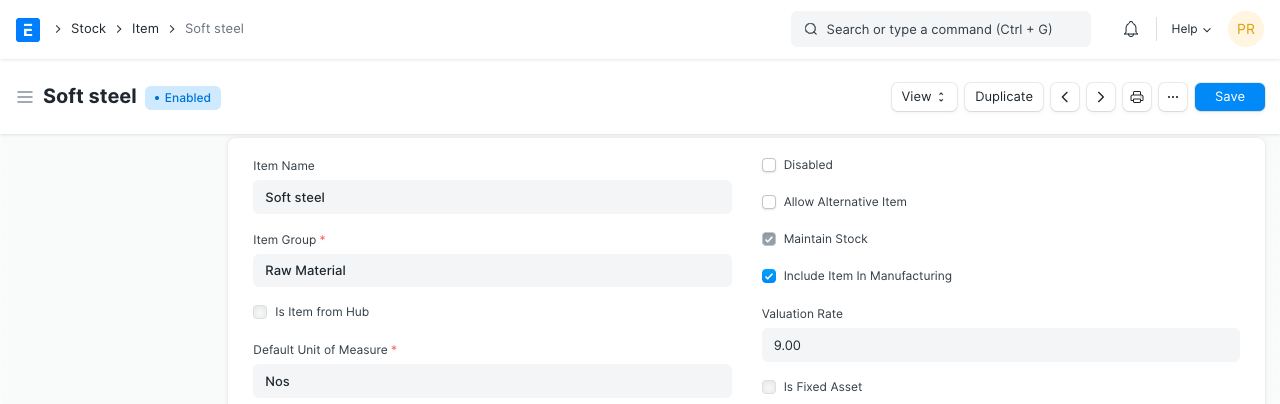 E Stock Item Soft steel Search or type a command (Ctrl + G) Help PR
Soft steel • Enabled View Duplicate ··· Save
Item Name
Soft steel
Item Group *
Raw Material
Is Item from Hub
Default Unit of Measure *
Nos
Disabled
Allow Alternative Item
Maintain Stock
Include Item In Manufacturing
Valuation Rate
9.00
Is Fixed Asset